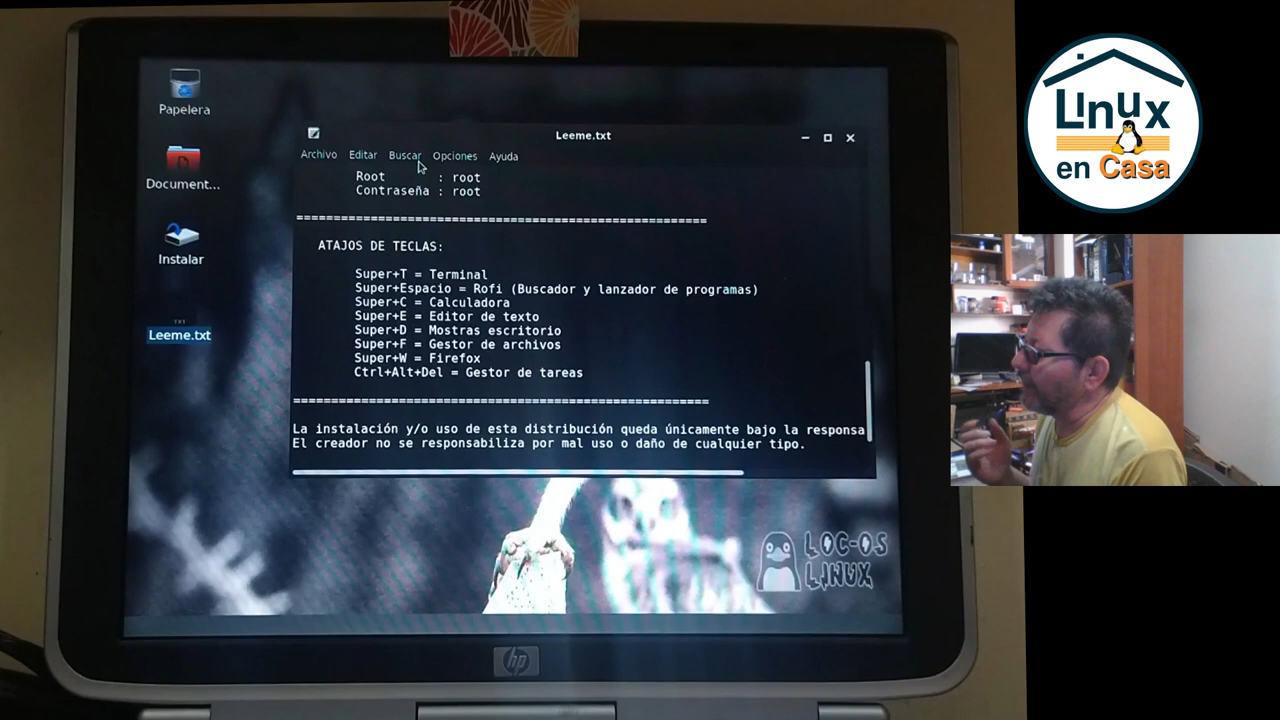 Papelera
Document...
Instalar
TXT
Leeme.txt
Leeme.txt
Archivo Editar Buscar Opciones Ayuda
Root : root
Contraseña : root
=======================================================
ATAJOS DE TECLAS:
Super+T = Terminal
Super+Espacio = Rofi (Buscador y lanzador de programas)
Super+C = Calculadora
Super+E = Editor de texto
Super+D = Mostras escritorio
Super+F = Gestor de archivos
Super+W = Firefox
Ctrl+Alt+Del = Gestor de tareas
=======================================================
La instalación y/o uso de esta distribución queda únicamente bajo la responsa
El creador no se responsabiliza por mal uso o daño de cualquier tipo.
LOC-OS
LINUX
hp
Linux
en Casa